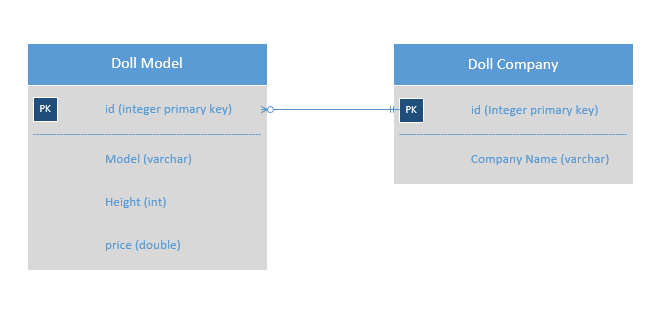 Doll Model
PK
id (integer primary key)
Model (varchar)
Height (int)
price (double)
Doll Company
PK
id (Integer primary key)
Company Name (varchar)